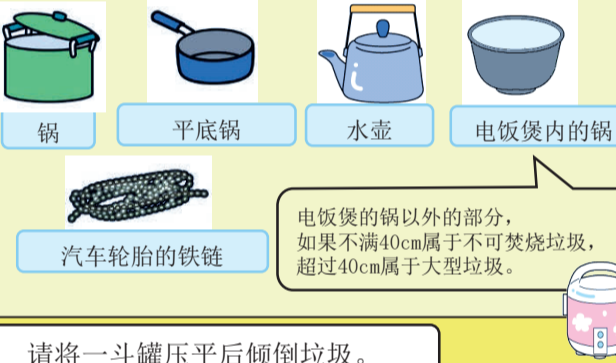 锅
平底锅
水壶
电饭煲内的锅
汽车轮胎的铁链
电饭煲的锅以外的部分，
如果不满40cm属于不可焚烧垃圾，
超过40cm属于大型垃圾。
请将一斗罐压平后倾倒垃圾。